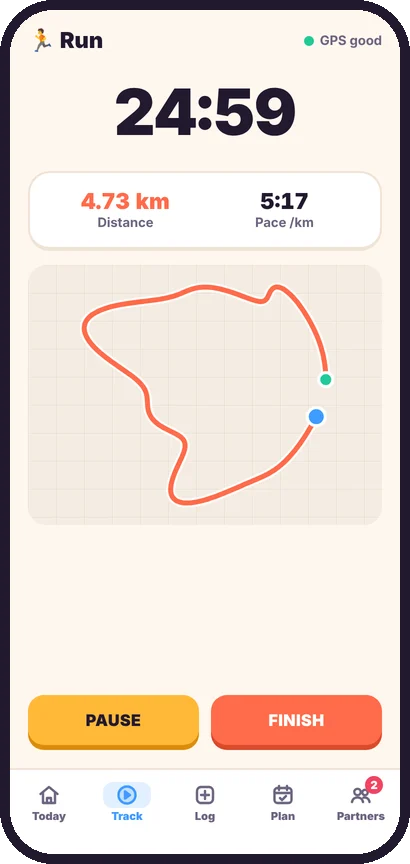 Run
GPS good
24:59
4.73 km
Distance
5:17
Pace /km
PAUSE
FINISH
Today
Track
Log
Plan
2
Partners